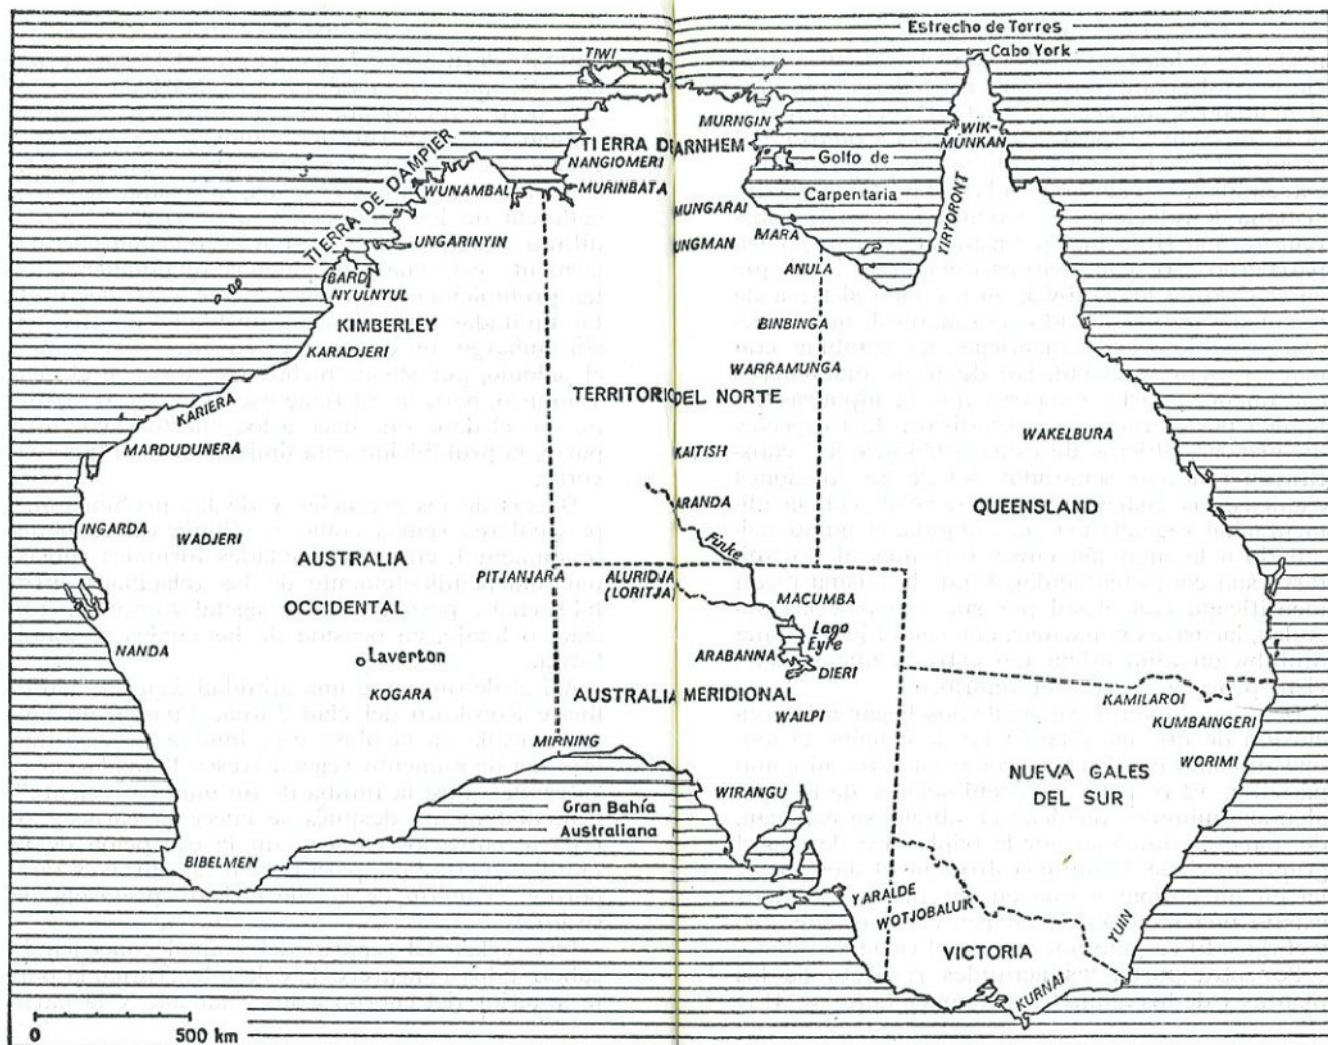 Estrecho de Torres
Cabo York
TIWI
MURNGIN
WIK-
MUNKAN
TIERRA D ARNHEM
NANGIOMERI
Golfo de
Carpentaria
TIERRA DE DAMPIER
WUNAMBAL
MURINBATA
YIRYORONT
MUNGARAI
MARA
UNGARINYIN
UNGMAN
ANULA
BARD
NYULNYUL
KIMBERLEY
BINBINGA
KARADJERI
WARRAMUNGA
TERRITORI DEL NORTE
KARIERA
MARDUDUNERA
WAKELBURA
KAITISH
ARANDA
QUEENSLAND
INGARDA
WADJERI
Finke
AUSTRALIA
OCCIDENTAL
PITJANJARA
ALURIDJA
(LORITJA)
MACUMBA
Lago
Eyre
NANDA
Laverton
ARABANNA
DIERI
KOGARA
AUSTRALIA MERIDIONAL
KAMILAROI
WAILPI
KUMBAINGERI
MIRNING
WORIMI
NUEVA GALES
DEL SUR
WIRANGU
Gran Bahía
Australiana
BIBELMEN
YARALDE
WOTJOBALUK
YUIN
VICTORIA
KURNAI
0 500 km